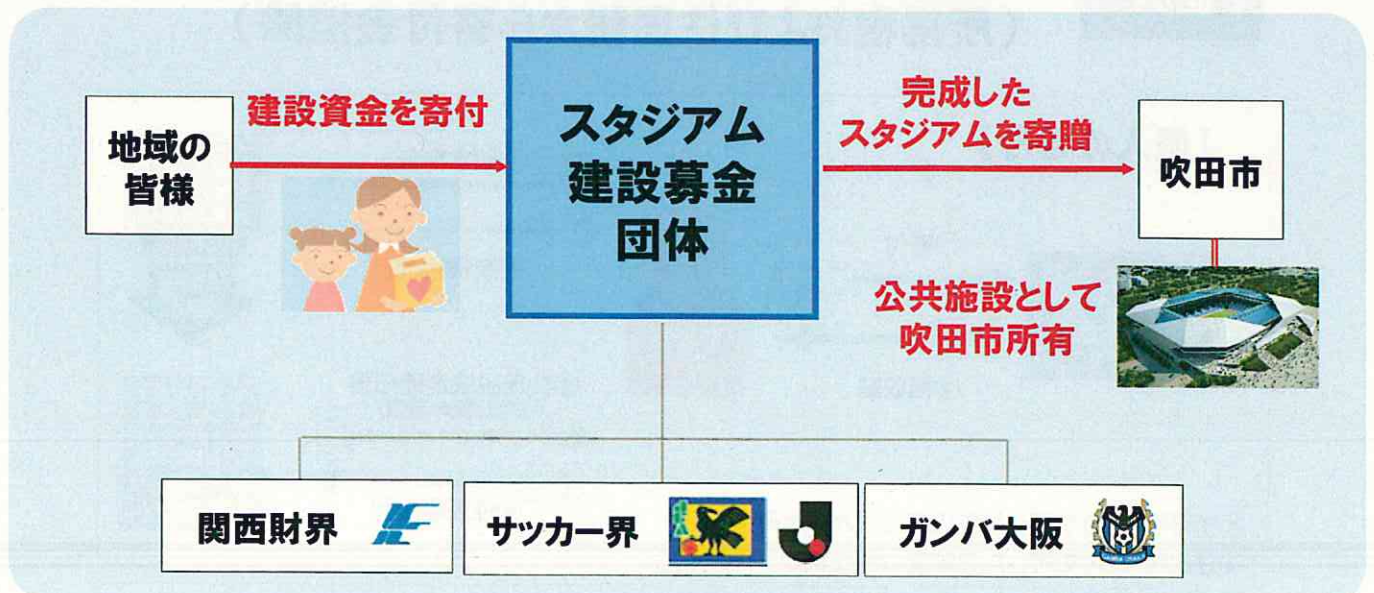 地域の
皆様
建設資金を寄付
スタジアム
建設募金
団体
完成した
スタジアムを寄贈
吹田市
公共施設として
吹田市所有
関西財界
サッカー界
ガンバ大阪